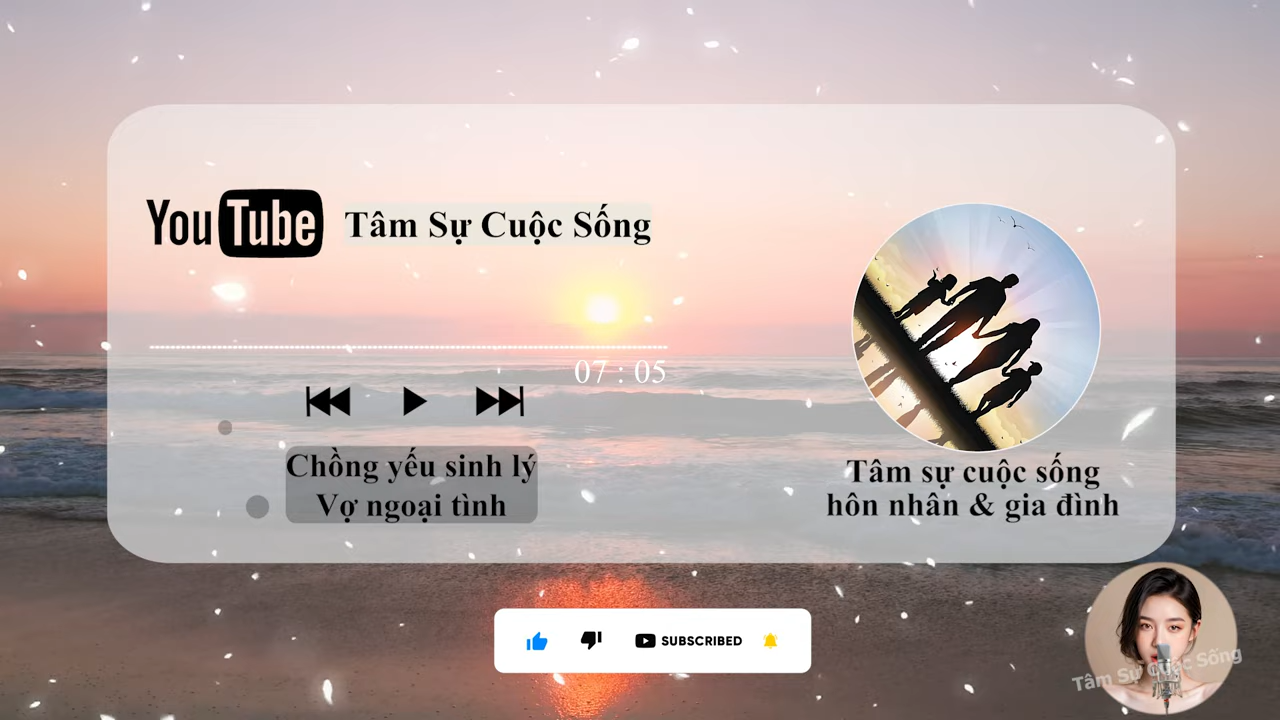 YouTube Tâm Sự Cuộc Sống
07 : 05
Chồng yếu sinh lý
Vợ ngoại tình
Tâm sự cuộc sống
hôn nhân & gia đình
SUBSCRIBED
Tâm Sự Cuộc Sống